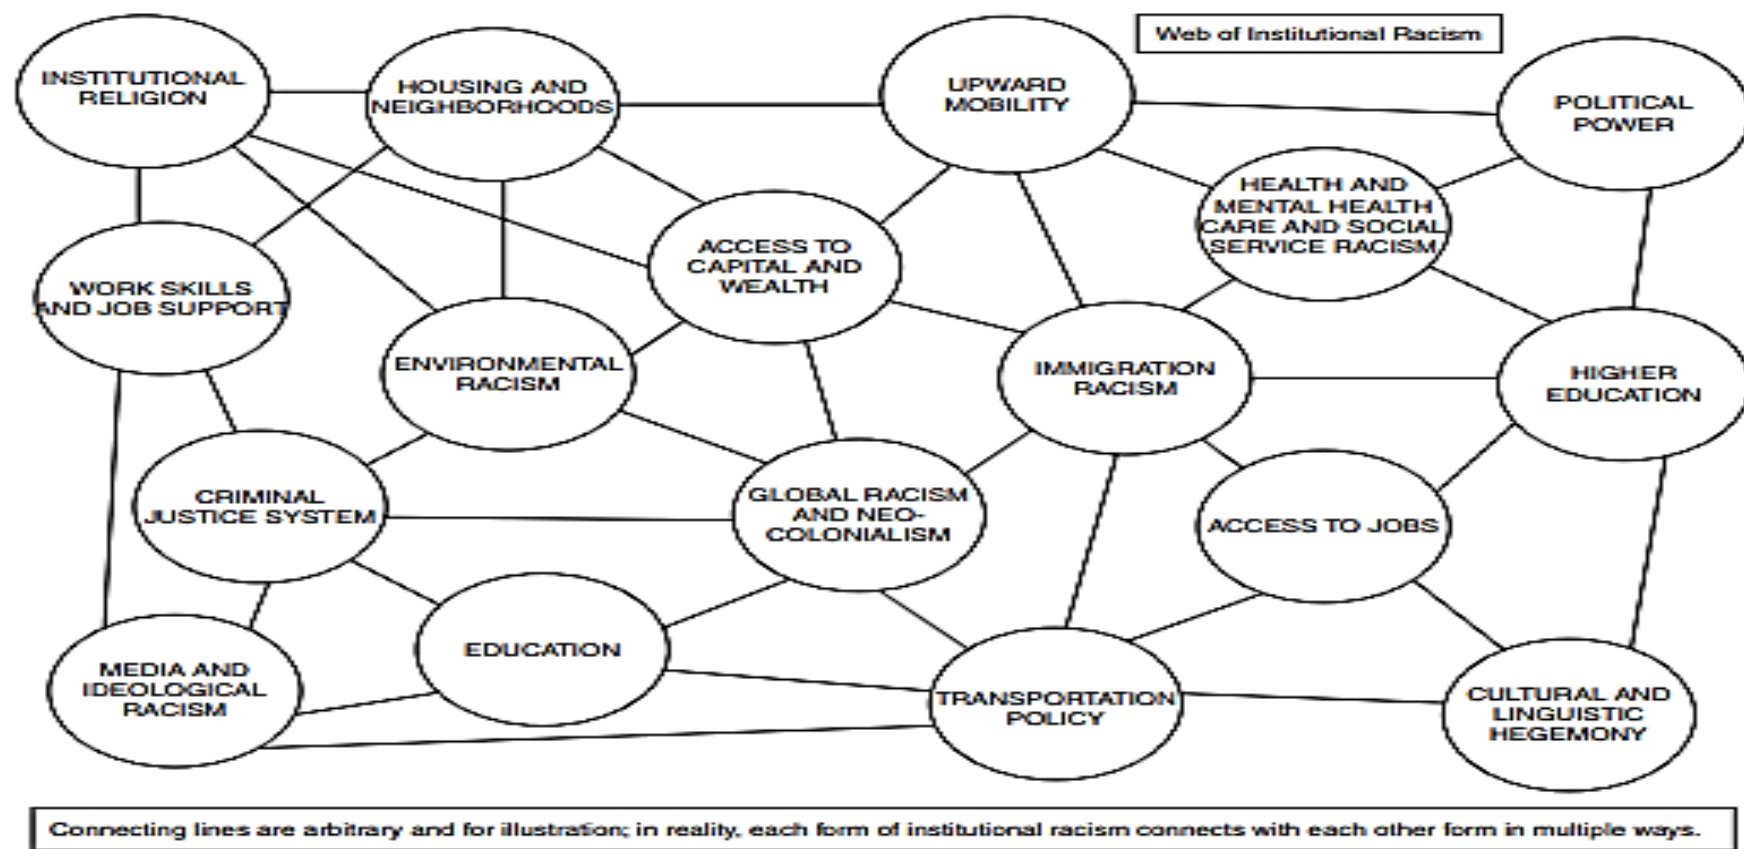 Web of Institutional Racism
INSTITUTIONAL
RELIGION
HOUSING AND
NEIGHBORHOODS
UPWARD
MOBILITY
POLITICAL
POWER
HEALTH AND
MENTAL HEALTH
CARE AND SOCIAL
SERVICE RACISM
ACCESS TO
CAPITAL AND
WEALTH
WORK SKILLS
AND JOB SUPPORT
ENVIRONMENTAL
RACISM
IMMIGRATION
RACISM
HIGHER
EDUCATION
CRIMINAL
JUSTICE SYSTEM
GLOBAL RACISM
AND NEO-
COLONIALISM
ACCESS TO JOBS
EDUCATION
MEDIA AND
IDEOLOGICAL
RACISM
TRANSPORTATION
POLICY
CULTURAL AND
LINGUISTIC
HEGEMONY
Connecting lines are arbitrary and for illustration; in reality, each form of institutional racism connects with each other form in multiple ways.